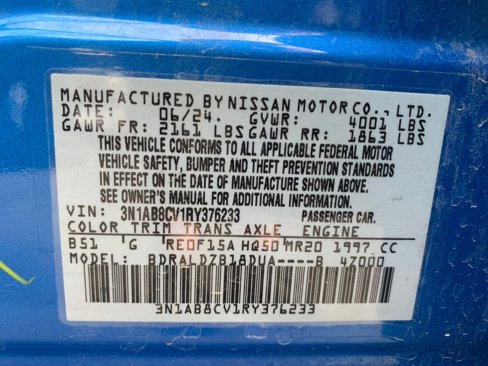 MANUFACTURED BY NISSAN MOTOR CO., LTD.
DATE: 06/24. GVWR: 4001 LBS
GAWR FR: 2161 LBS GAWR RR: 1863 LBS
THIS VEHICLE CONFORMS TO ALL APPLICABLE FEDERAL MOTOR
VEHICLE SAFETY, BUMPER AND THEFT PREVENTION STANDARDS
IN EFFECT ON THE DATE OF MANUFACTURE SHOWN ABOVE.
SEE OWNER'S MANUAL FOR ADDITIONAL INFORMATION.
VIN: 3N1AB8CV1RY376233 PASSENGER CAR.
COLOR TRIM TRANS AXLE ENGINE
B51 G RE0F15A HQ50 MR20 1997 CC
MODEL: BDRALDZB18DUA----B 47000
3N1AB8CV1RY376233